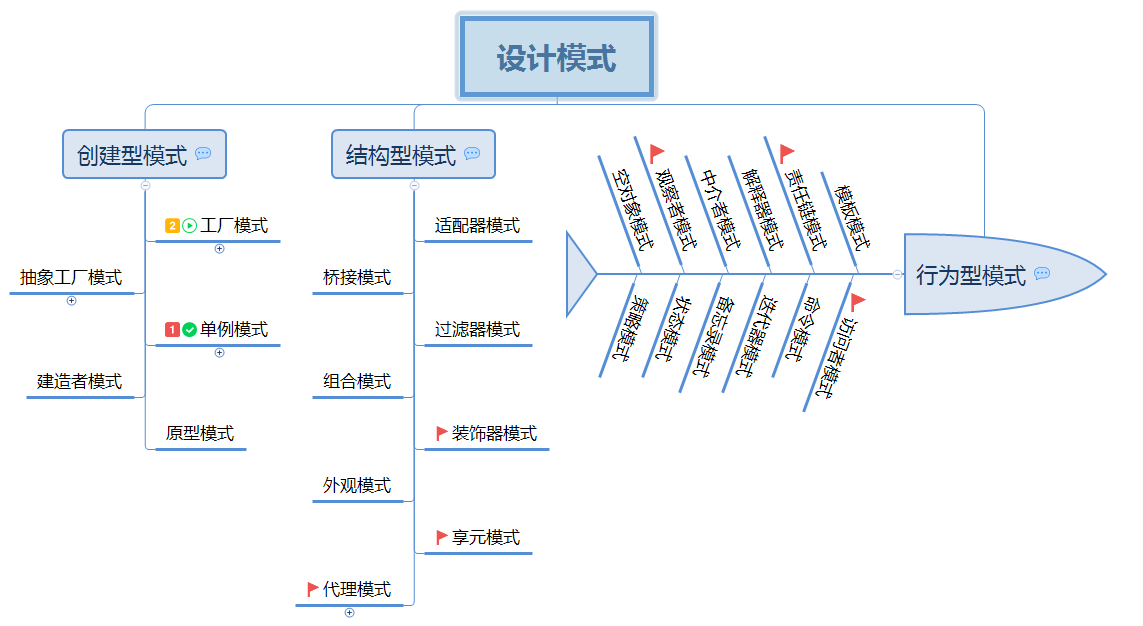 设计模式
创建型模式
2 工厂模式
抽象工厂模式
1 单例模式
建造者模式
原型模式
结构型模式
适配器模式
桥接模式
过滤器模式
组合模式
装饰器模式
外观模式
享元模式
代理模式
行为型模式
空对象模式
观察者模式
中介者模式
解释器模式
责任链模式
模板模式
策略模式
状态模式
备忘录模式
迭代器模式
命令模式
访问者模式